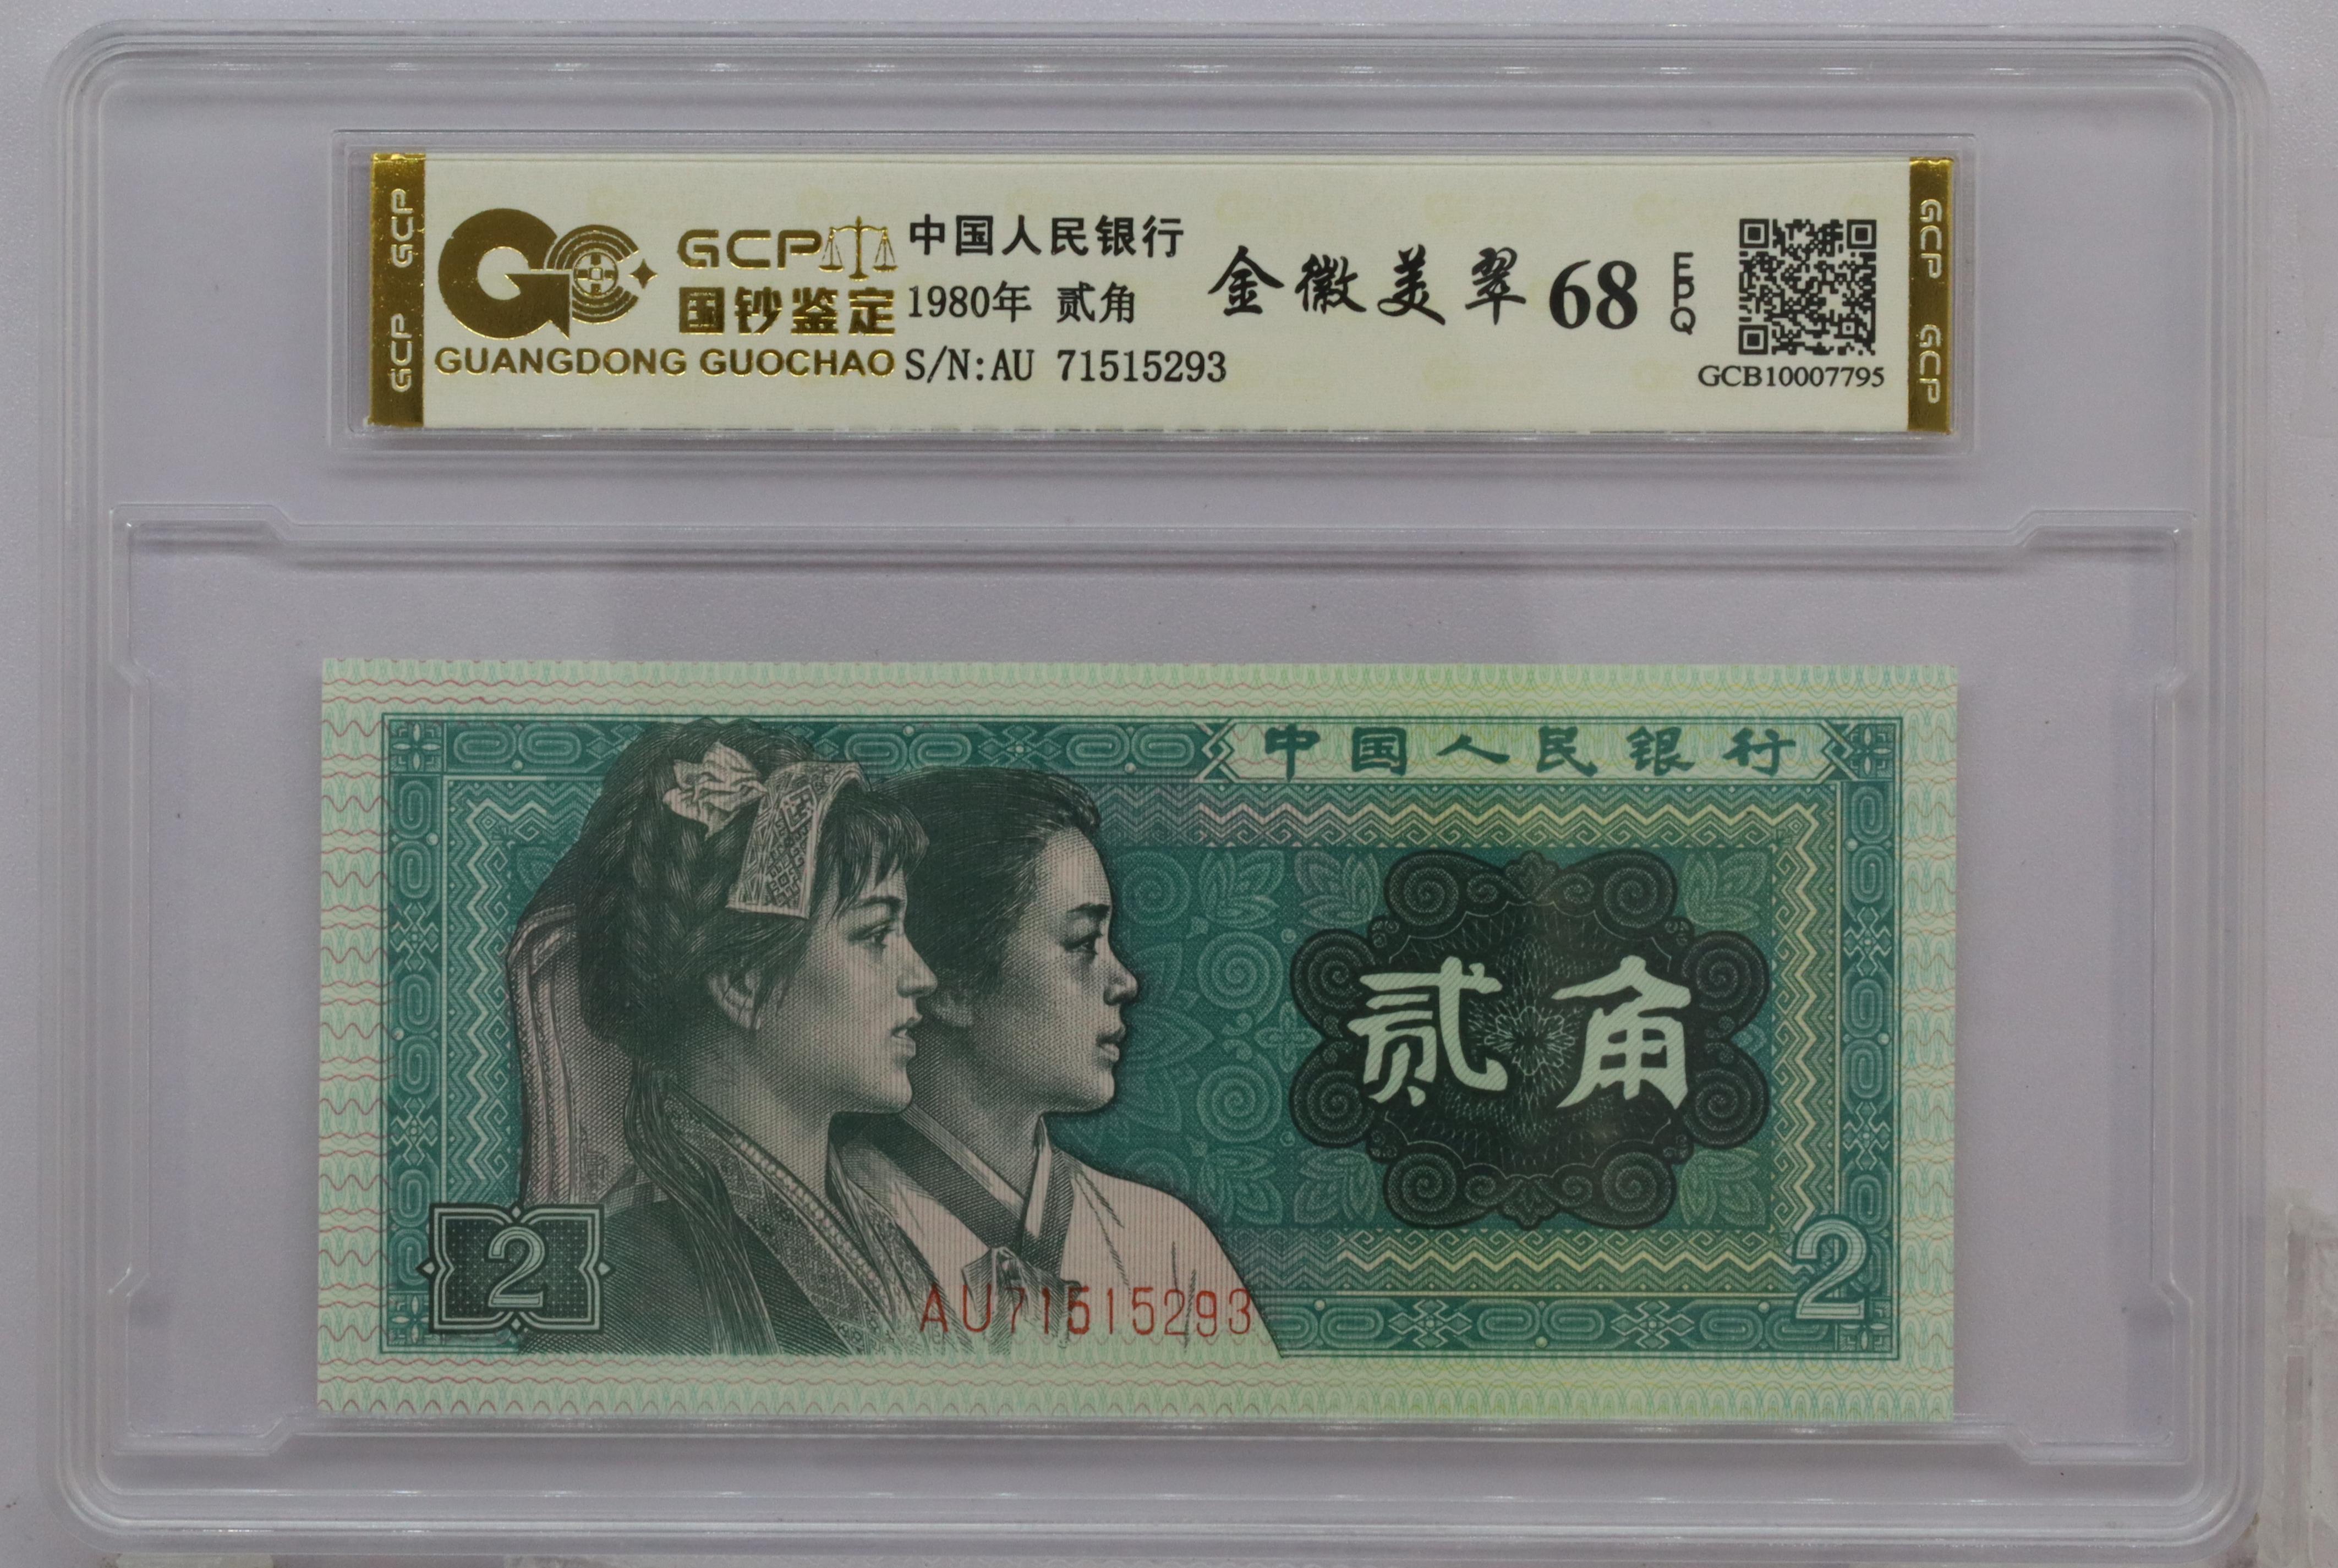 GCP
GCP
GCP
国钞鉴定
GUANGDONG GUOCHAO
中国人民银行
1980年 贰角
S/N:AU 71515293
金徽美翠 68 EPQ
GCB10007795
GCP
GCP
中国人民银行
贰角
2
AU71515293
2